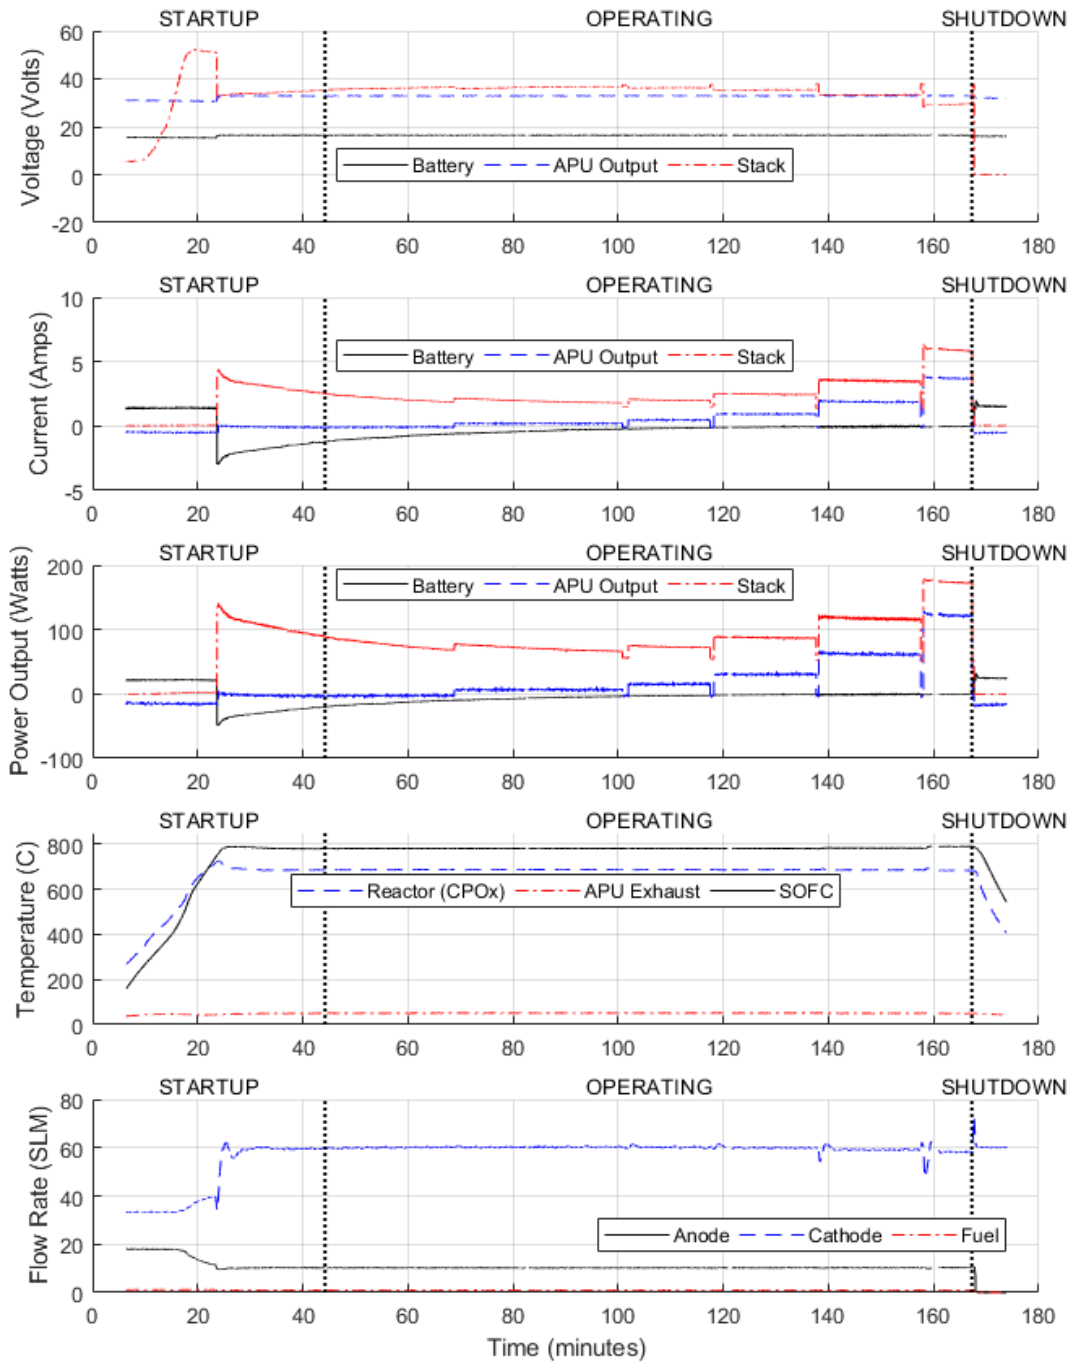 STARTUP OPERATING SHUTDOWN
Voltage (Volts)
60
40
20
0
-20
Battery APU Output Stack
0 20 40 60 80 100 120 140 160 180
STARTUP OPERATING SHUTDOWN
Current (Amps)
10
5
0
-5
Battery APU Output Stack
0 20 40 60 80 100 120 140 160 180
STARTUP OPERATING SHUTDOWN
Power Output (Watts)
200
100
0
-100
Battery APU Output Stack
0 20 40 60 80 100 120 140 160 180
STARTUP OPERATING SHUTDOWN
Temperature (C)
800
600
400
200
0
Reactor (CPOx) APU Exhaust SOFC
0 20 40 60 80 100 120 140 160 180
STARTUP OPERATING SHUTDOWN
Flow Rate (SLM)
80
60
40
20
0
Anode Cathode Fuel
0 20 40 60 80 100 120 140 160 180
Time (minutes)